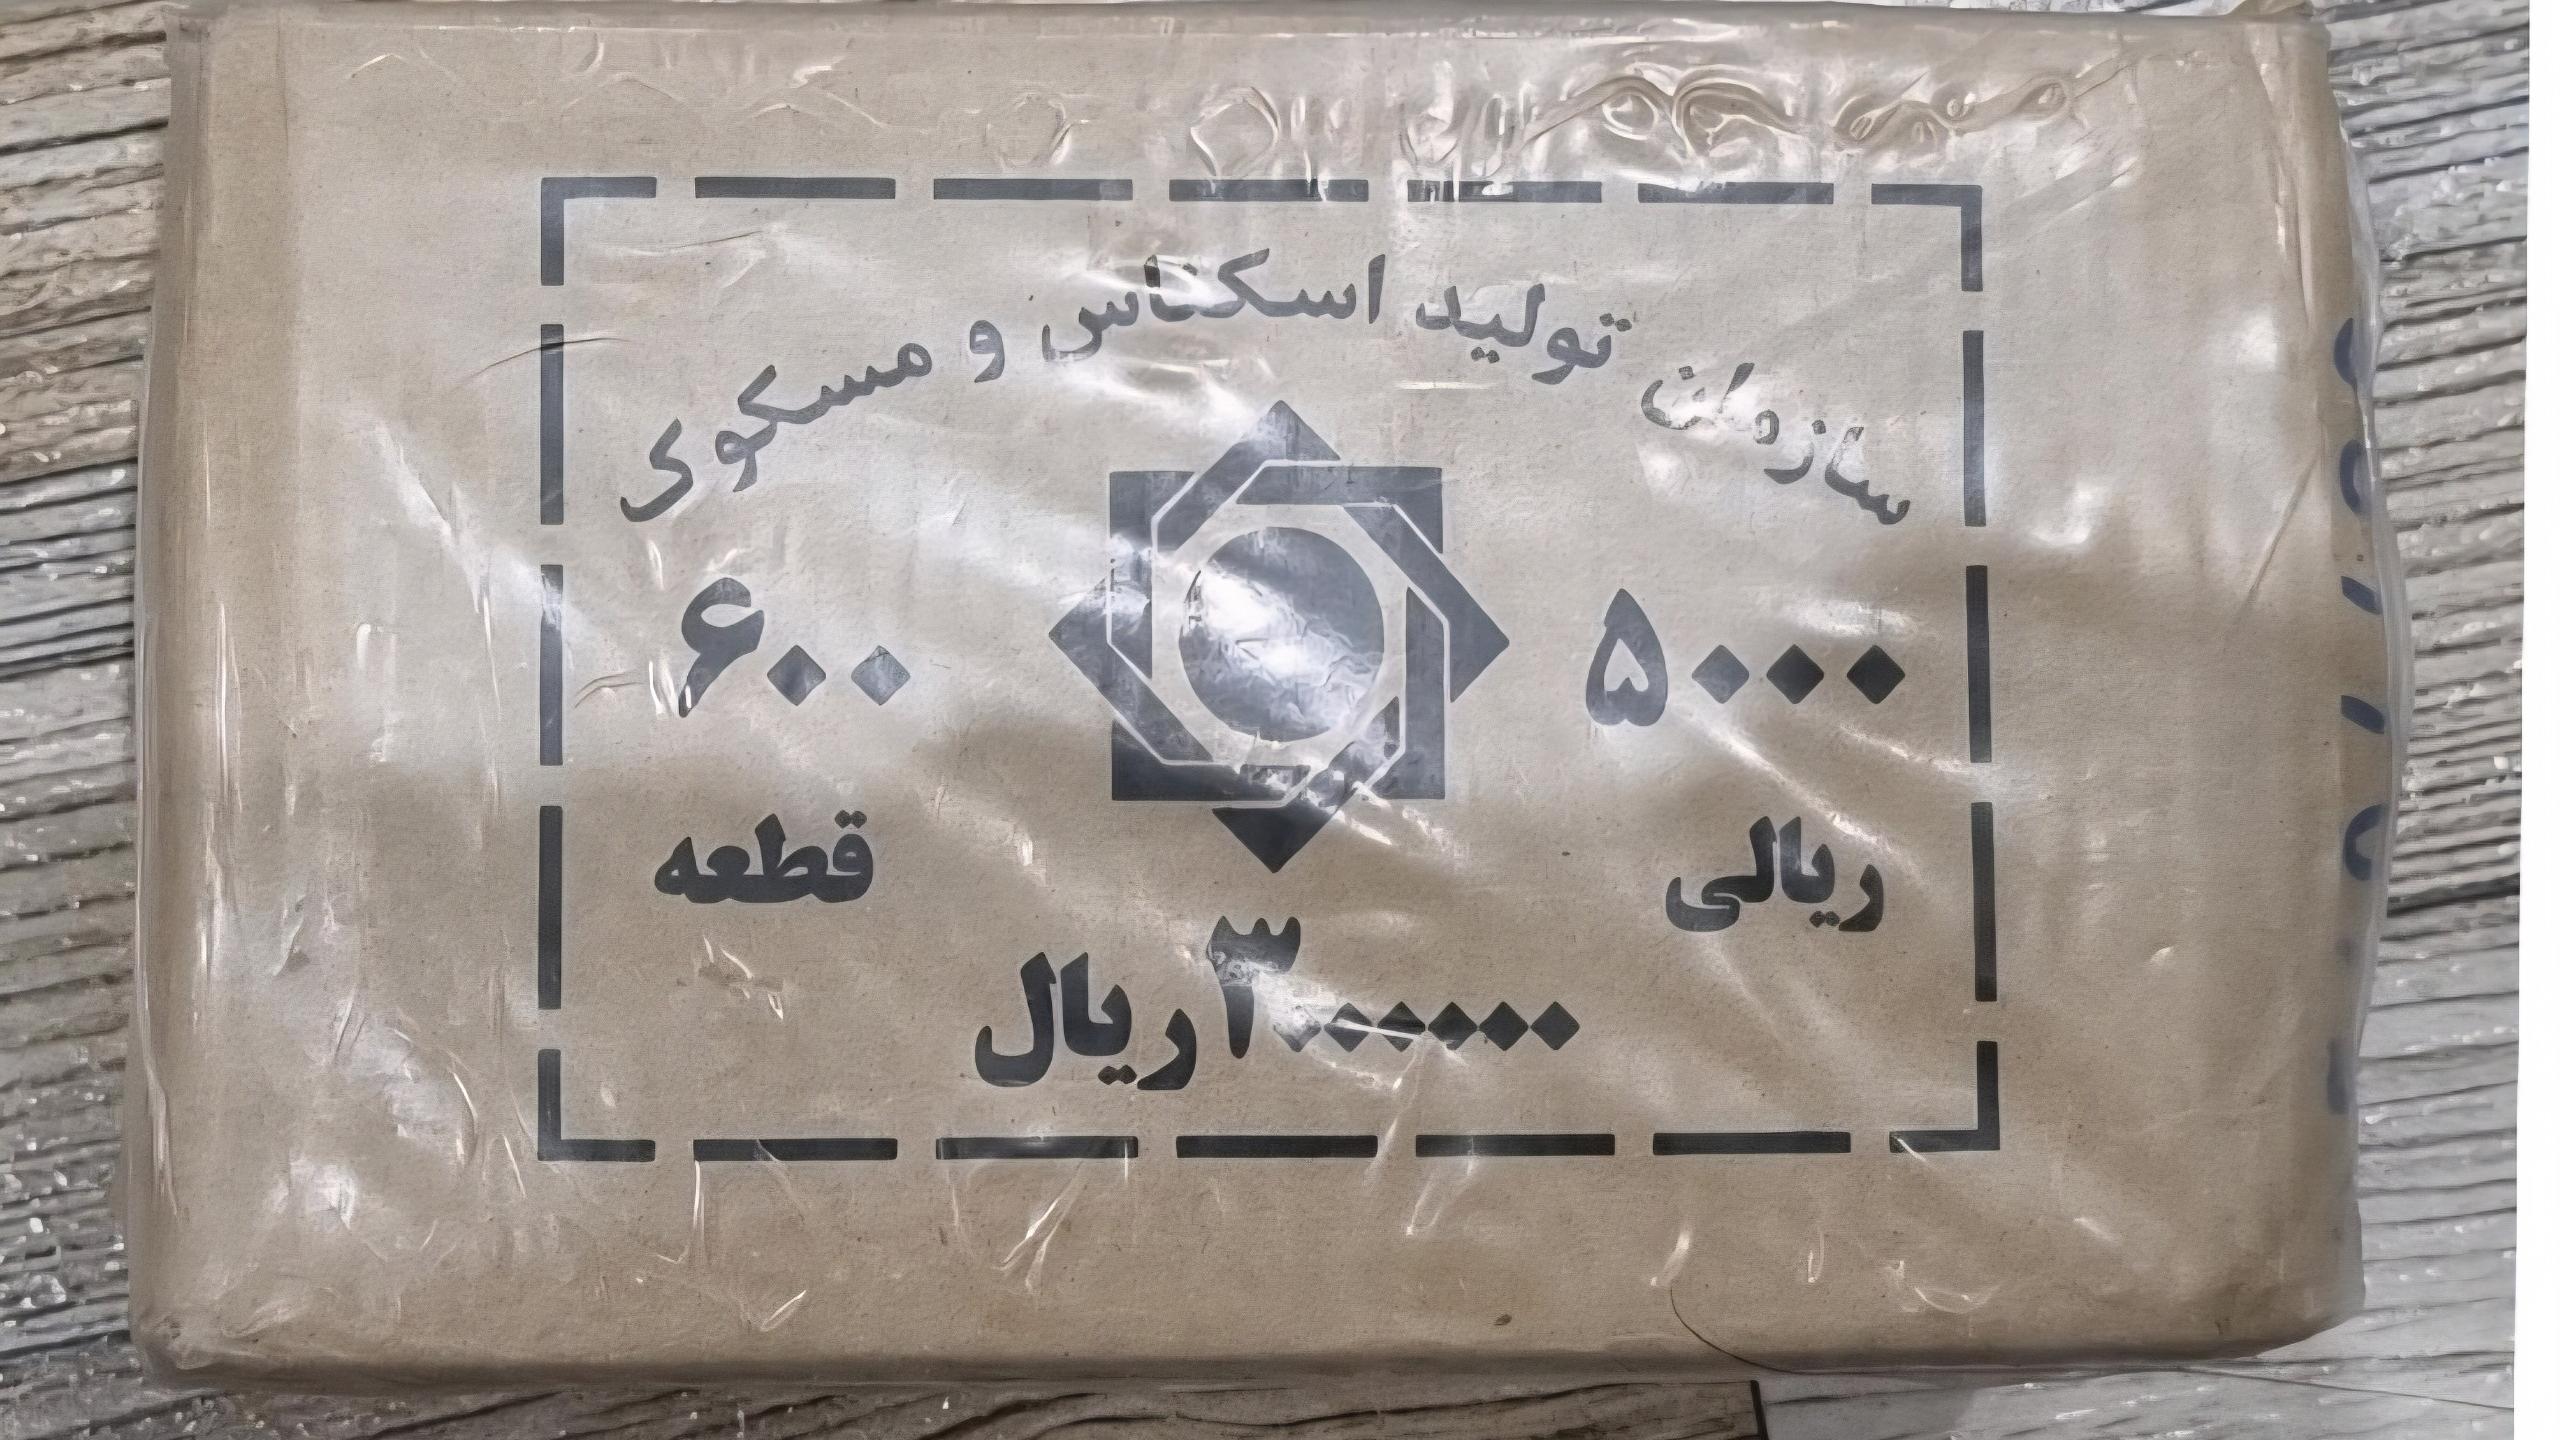 سازمان تولید اسکناس و مسکوک
۵۰۰۰ ۶۰۰
ریالی قطعه
۳۰۰۰۰۰۰ ریال